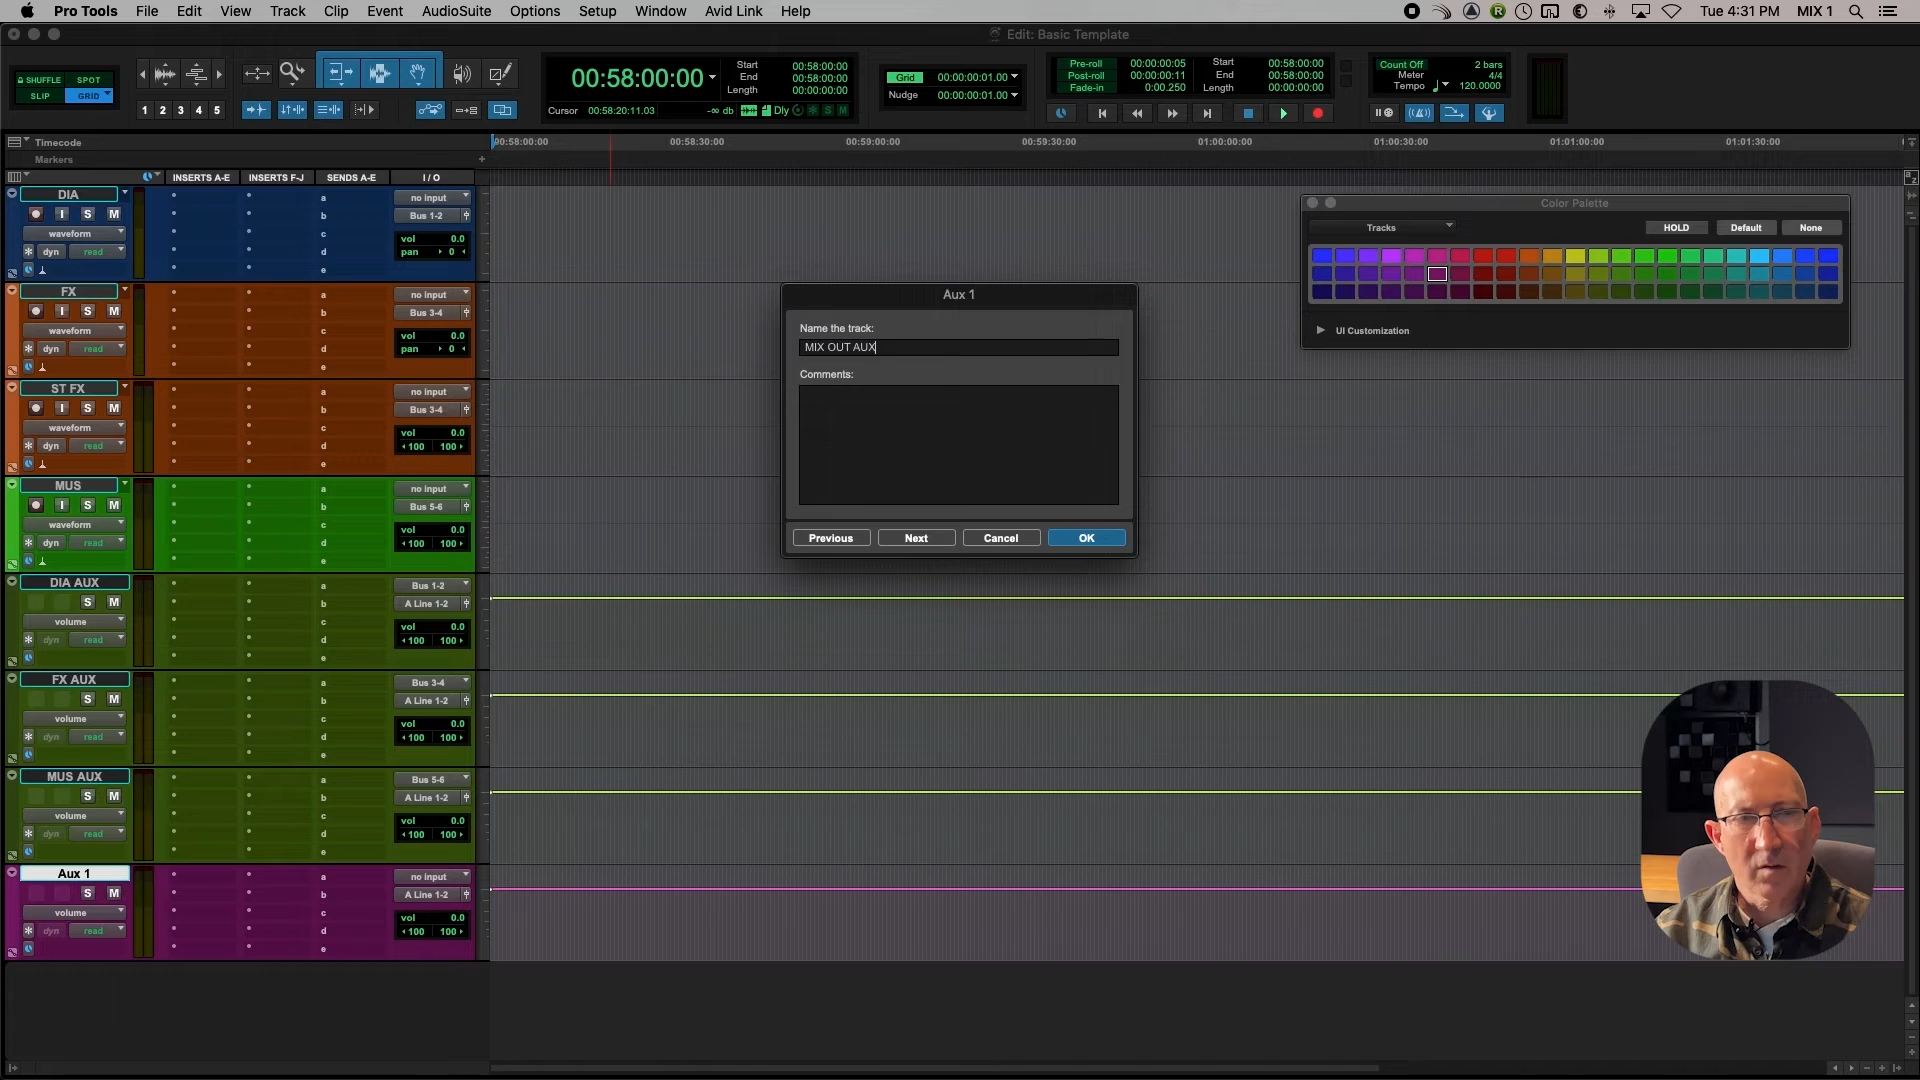 Pro Tools File Edit View Track Clip Event AudioSuite Options Setup Window Avid Link Help Tue 4:31 PM MIX 1
Edit: Basic Template
SHUFFLE SPOT
SLIP GRID
1 2 3 4 5
00:58:00:00
Start 00:58:00:00
End 00:58:00:00
Length 00:00:00:00
Cursor 00:58:20:11.03 -∞ db Dly S M
Grid 00:00:00:01.00
Nudge 00:00:00:01.00
Pre-roll 00:00:00:05
Post-roll 00:00:00:11
Fade-in 0:00.250
Start 00:58:00:00
End 00:58:00:00
Length 00:00:00:00
Count Off 2 bars
Meter 4/4
Tempo 120.0000
Timecode
Markers
00:58:00:00 00:58:30:00 00:59:00:00 00:59:30:00 01:00:00:00 01:00:30:00 01:01:00:00 01:01:30:00
INSERTS A-E INSERTS F-J SENDS A-E I / O
DIA
I S M
waveform
dyn read
a b c d e
no input
Bus 1-2
vol 0.0
pan 0
FX
I S M
waveform
dyn read
a b c d e
no input
Bus 3-4
vol 0.0
pan 0
ST FX
I S M
waveform
dyn read
a b c d e
no input
Bus 3-4
vol 0.0
100 100
MUS
I S M
waveform
dyn read
a b c d e
no input
Bus 5-6
vol 0.0
100 100
DIA AUX
S M
volume
dyn read
a b c d e
Bus 1-2
A Line 1-2
vol 0.0
100 100
FX AUX
S M
volume
dyn read
a b c d e
Bus 3-4
A Line 1-2
vol 0.0
100 100
MUS AUX
S M
volume
dyn read
a b c d e
Bus 5-6
A Line 1-2
vol 0.0
100 100
Aux 1
S M
volume
dyn read
a b c d e
no input
A Line 1-2
vol 0.0
100 100
Aux 1
Name the track:
MIX OUT AUX
Comments:
Previous Next Cancel OK
Color Palette
Tracks HOLD Default None
UI Customization
a z